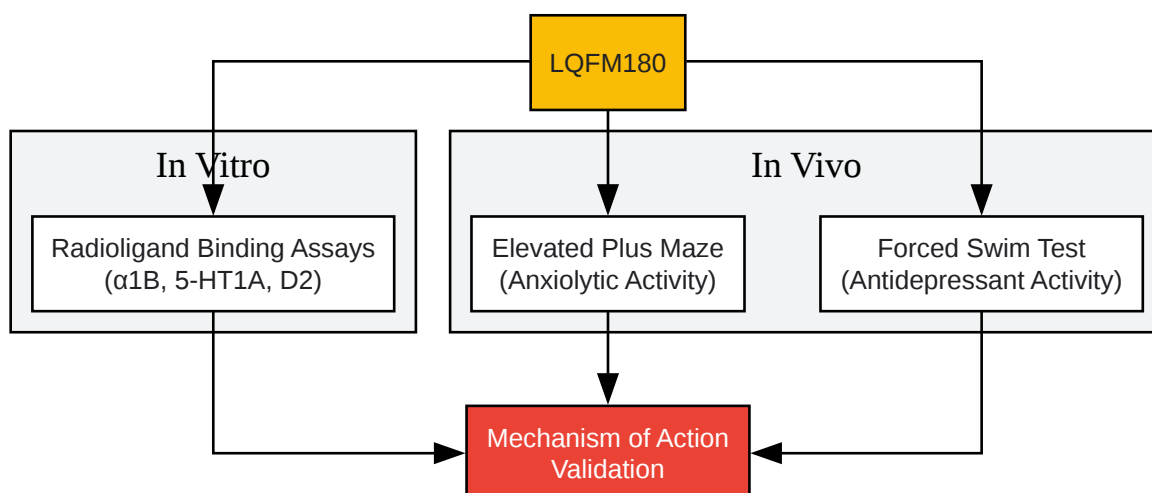 LQFM180
In Vitro
In Vivo
Radioligand Binding Assays
(α1B, 5-HT1A, D2)
Elevated Plus Maze
(Anxiolytic Activity)
Forced Swim Test
(Antidepressant Activity)
Mechanism of Action
Validation